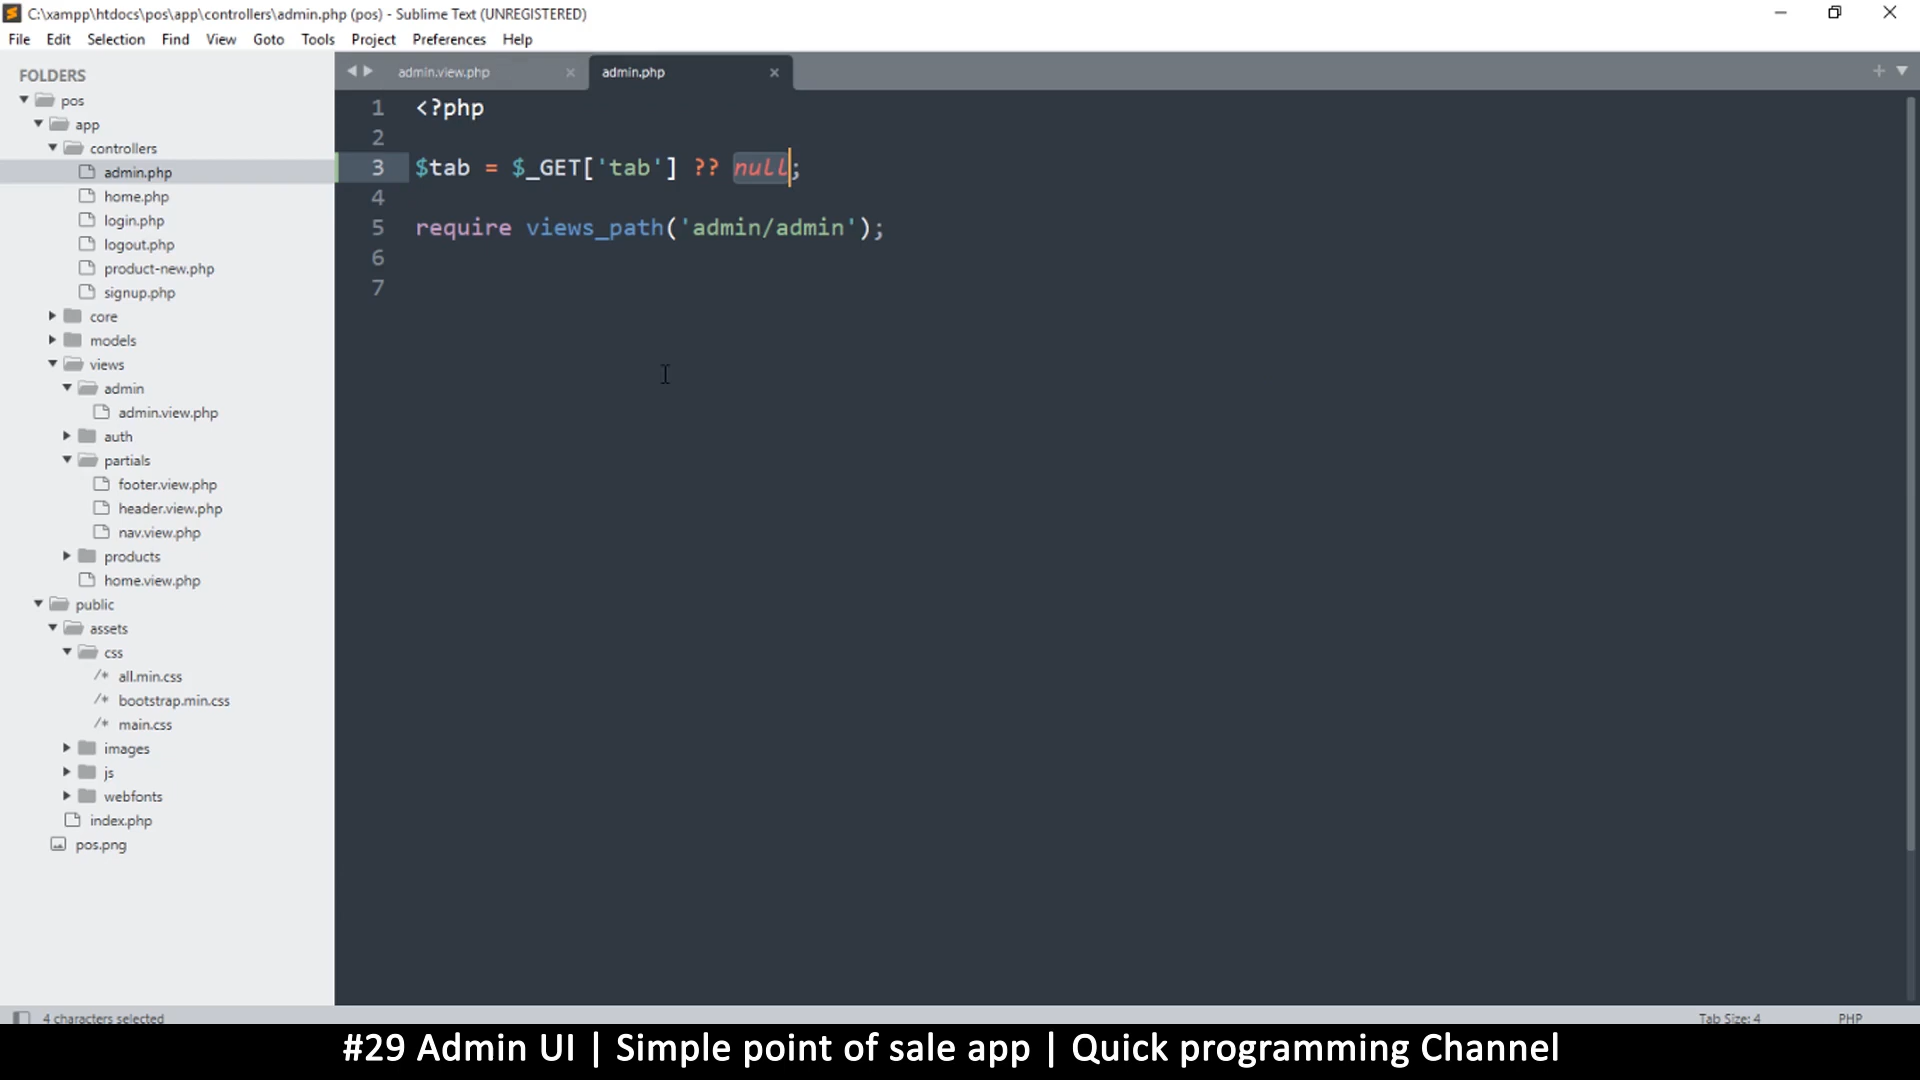 C:\xampp\htdocs\pos\app\controllers\admin.php (pos) - Sublime Text (UNREGISTERED)
File Edit Selection Find View Goto Tools Project Preferences Help
FOLDERS
pos
app
controllers
admin.php
home.php
login.php
logout.php
product-new.php
signup.php
core
models
views
admin
admin.view.php
auth
partials
footer.view.php
header.view.php
nav.view.php
products
home.view.php
public
assets
css
/* all.min.css
/* bootstrap.min.css
/* main.css
images
js
webfonts
index.php
pos.png
admin.view.php × admin.php ×
1 <?php
2
3 $tab = $_GET['tab'] ?? null;
4
5 require views_path('admin/admin');
6
7
4 characters selected Tab Size: 4 PHP
#29 Admin UI | Simple point of sale app | Quick programming Channel